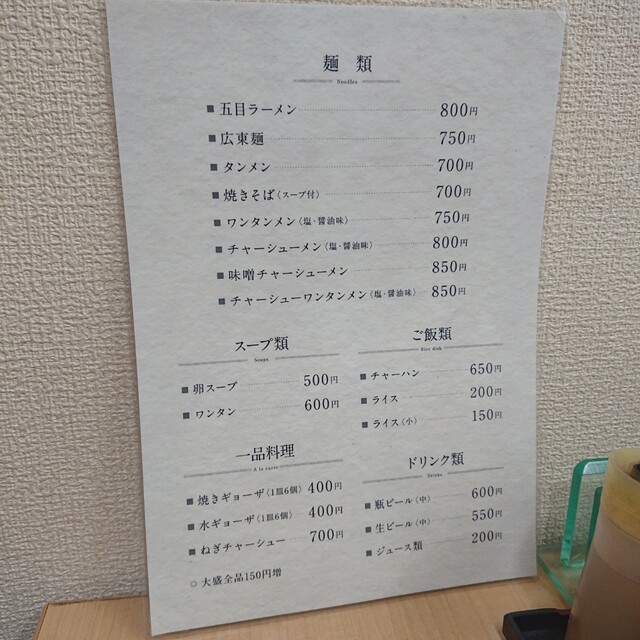 麺 類
Noodles
■ 五目ラーメン 800円
■ 広東麺 750円
■ タンメン 700円
■ 焼きそば(スープ付) 700円
■ ワンタンメン(塩・醤油味) 750円
■ チャーシューメン(塩・醤油味) 800円
■ 味噌チャーシューメン 850円
■ チャーシューワンタンメン(塩・醤油味) 850円
スープ類
Soups
■ 卵スープ 500円
■ ワンタン 600円
ご飯類
Rice dish
■ チャーハン 650円
■ ライス 200円
■ ライス(小) 150円
一品料理
A la carte
■ 焼きギョーザ(1皿6個) 400円
■ 水ギョーザ(1皿6個) 400円
■ ねぎチャーシュー 700円
◎ 大盛全品150円増
ドリンク類
Drinks
■ 瓶ビール(中) 600円
■ 生ビール(中) 550円
■ ジュース類 200円